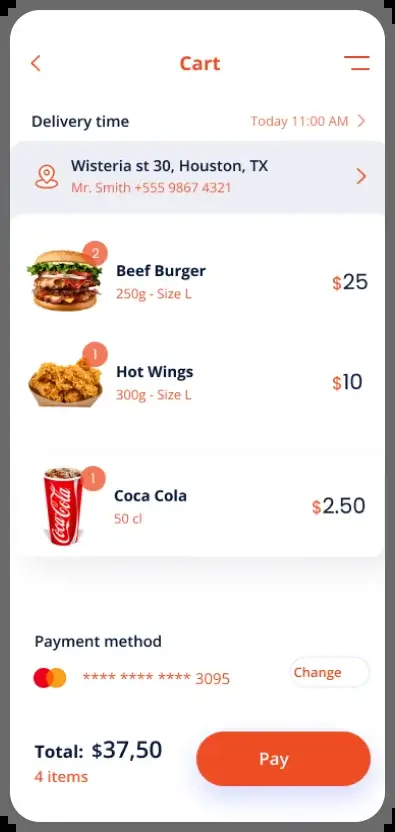 Cart
Delivery time
Today 11:00 AM
Wisteria st 30, Houston, TX
Mr. Smith +555 9867 4321
2
Beef Burger
250g - Size L
$25
1
Hot Wings
300g - Size L
$10
1
Coca Cola
50 cl
$2.50
Coca-Cola
Payment method
**** **** **** 3095
Change
Total: $37,50
4 items
Pay